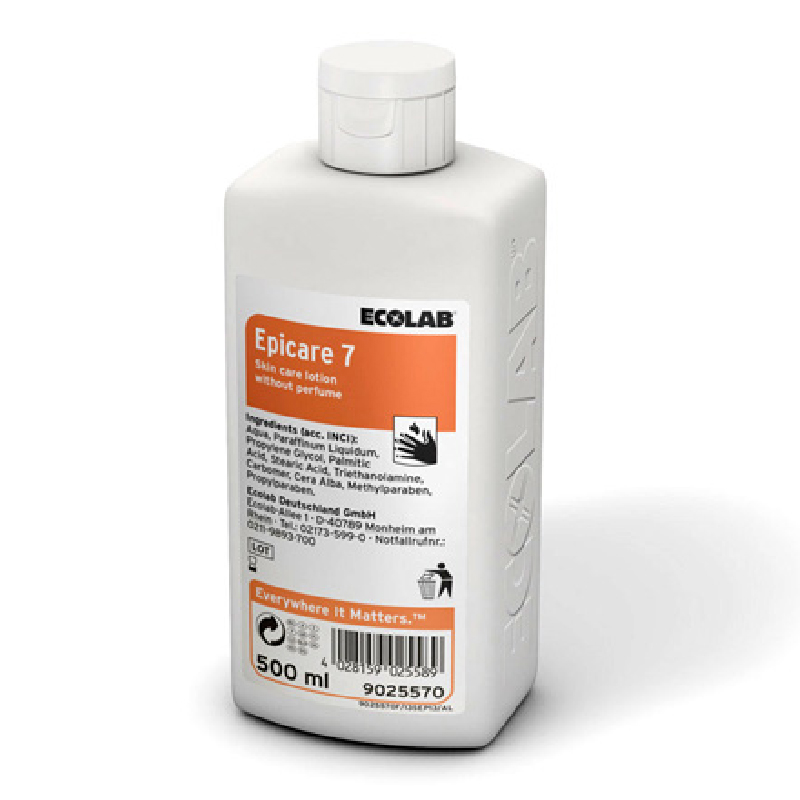 ECOLAB®
Epicare 7
Skin care lotion
without perfume
Ingredients (acc. INCI):
Aqua, Paraffinum Liquidum,
Propylene Glycol, Palmitic
Acid, Stearic Acid, Triethanolamine,
Carbomer, Cera Alba, Methylparaben,
Propylparaben.
Ecolab Deutschland GmbH
Ecolab-Allee 1 · D-40789 Monheim am
Rhein · Tel.: 02173-599-0 · Notfallrufnr.:
0211-9893-700
LOT
Everywhere It Matters.™
4 028159 025589
500 ml
9025570
ECOLAB®